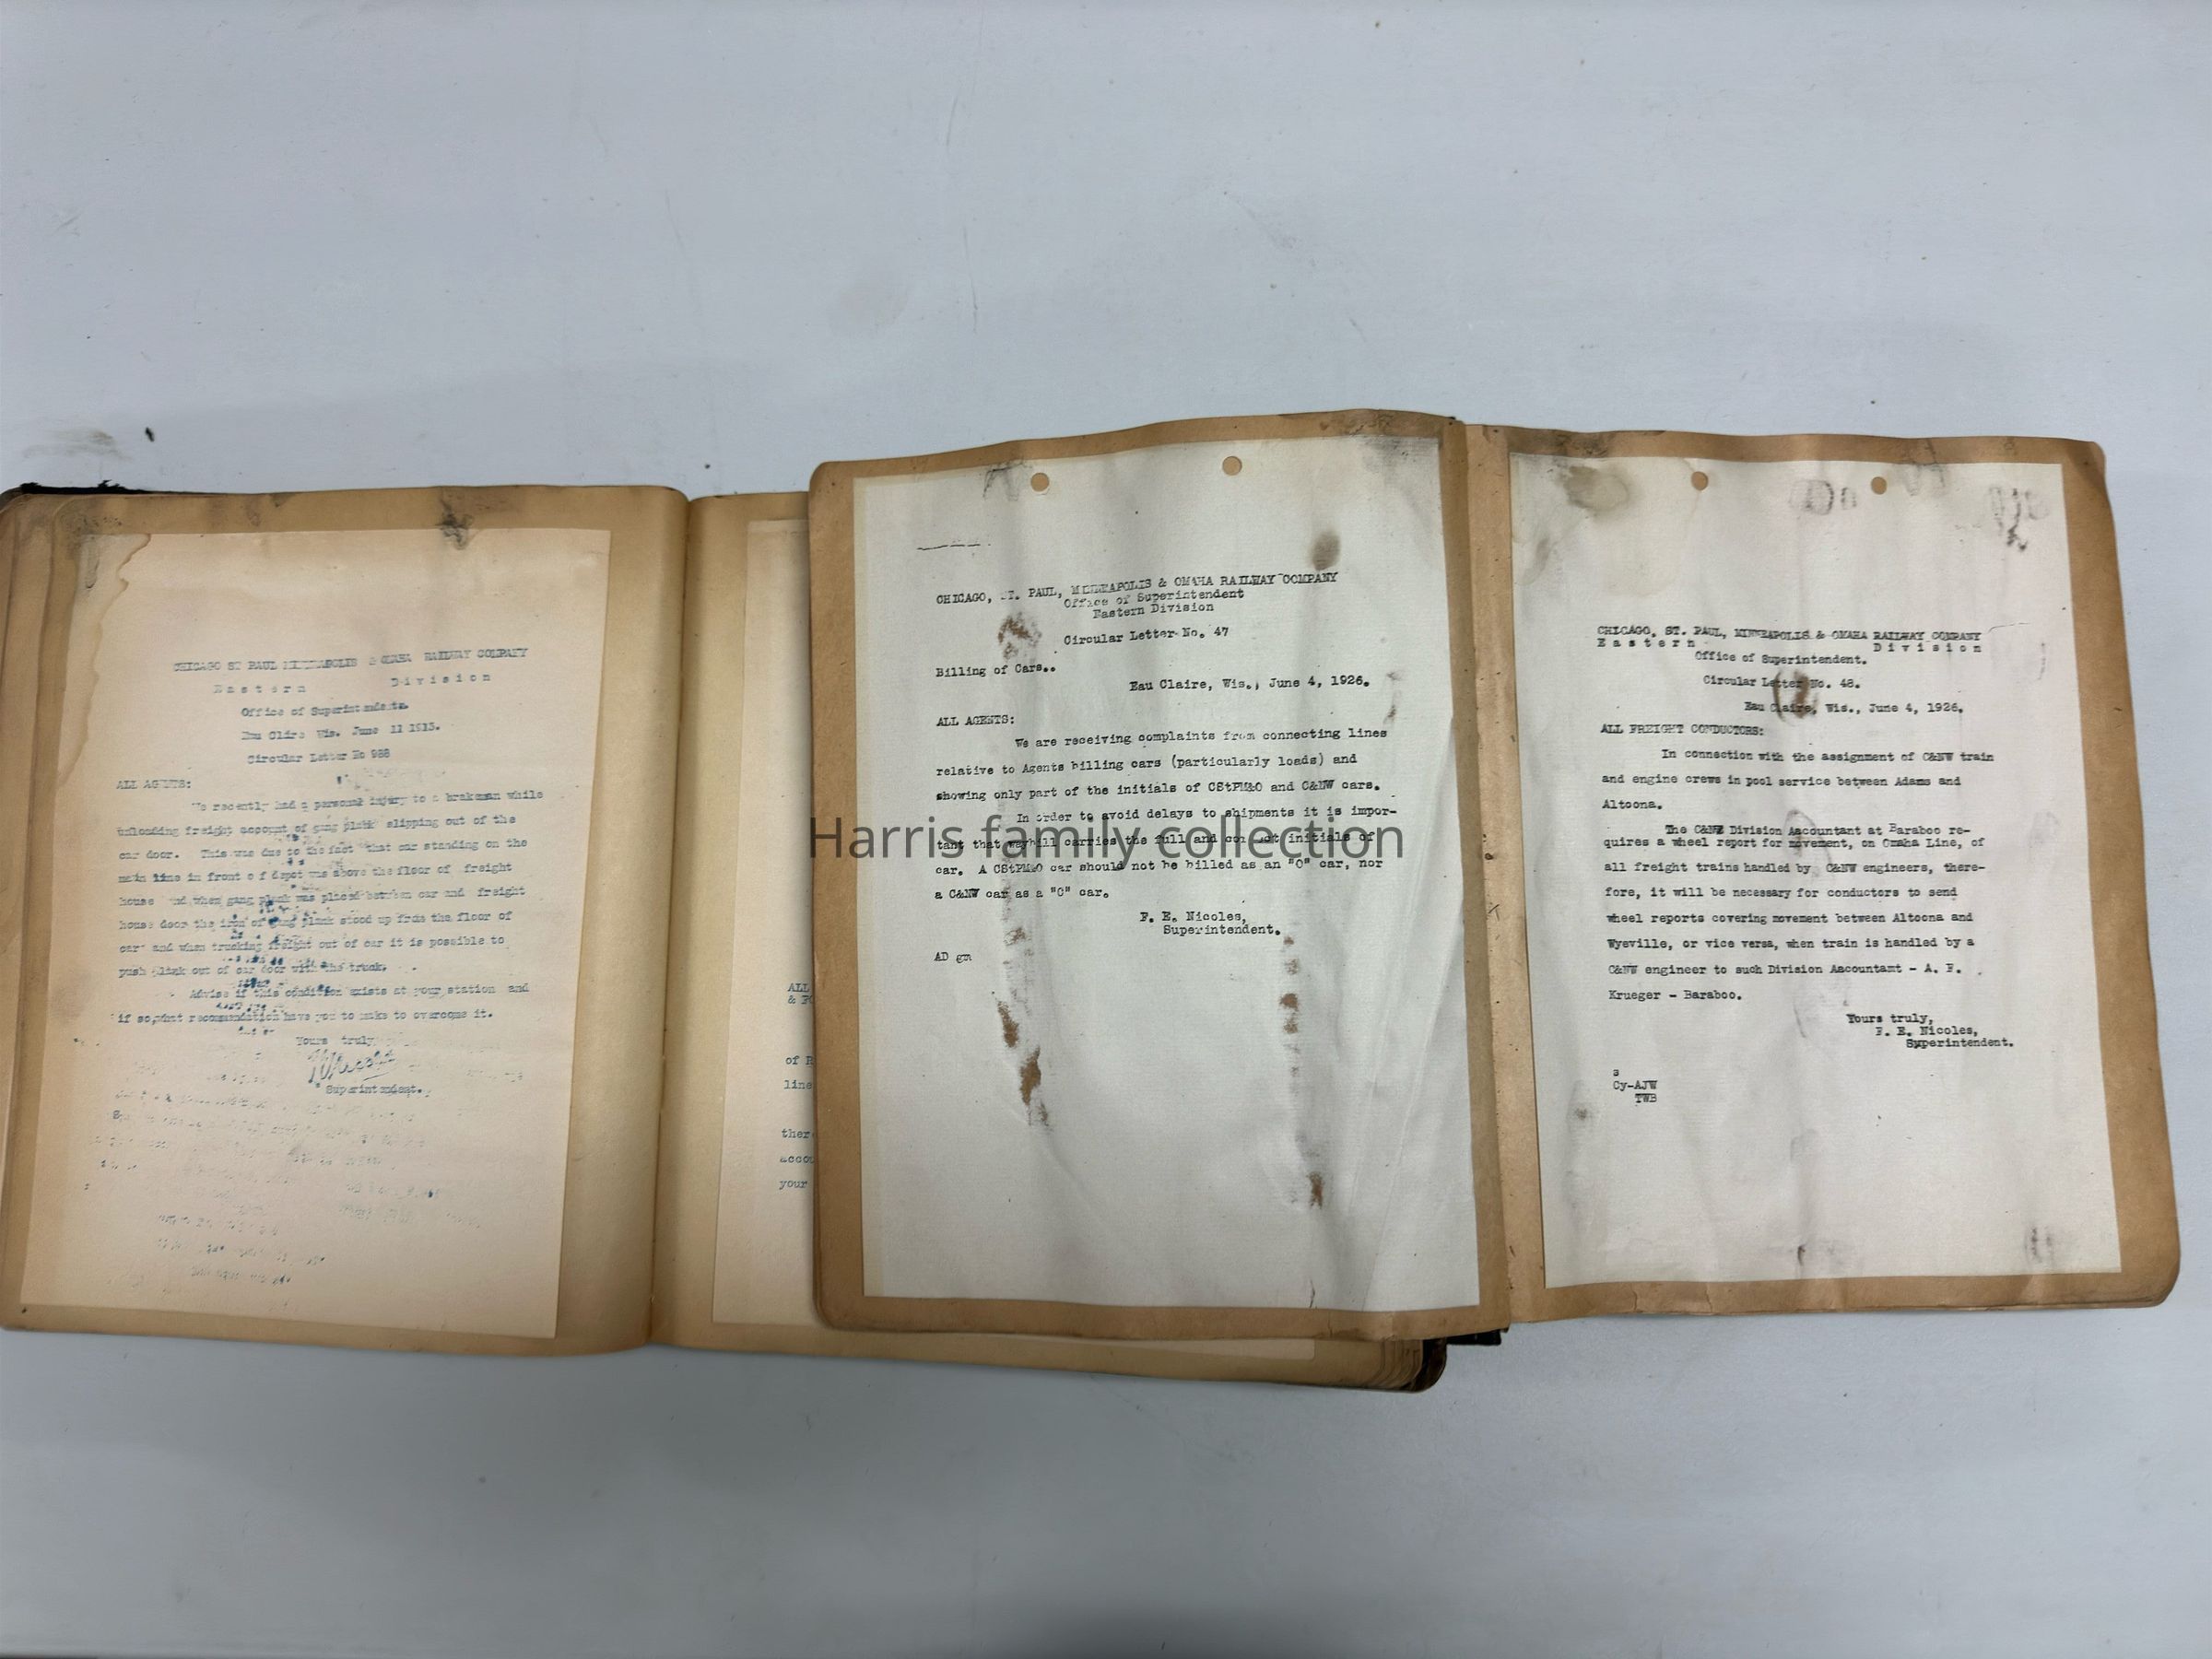 CHICAGO ST PAUL MINNEAPOLIS & OMAHA RAILWAY COMPANY
Eastern Division
Office of Superintendent.
Eau Clire Wis. June 11 1915.
Circular Letter No 988
ALL AGENTS:
We recently had a personal injury to a brakeman while
unloading freight account of gang plank slipping out of the
car door. This was due to the fact that car standing on the
main line in front o f depot was above the floor of freight
house and when gang plank was placed between car and freight
house door the iron of gang plank stood up from the floor of
car and when trucking freight out of car it is possible to
push plank out of car door with the truck.
Advise if this condition exists at your station and
if so,what recommendation have you to make to overcome it.
Yours truly
Superintendent.
ALL
of
line
your
CHICAGO, PAUL, MINNEAPOLIS & OMAHA RAILWAY COMPANY
Office of Superintendent
Eastern Division
Circular Letter No. 47
Billing of Cars..
Eau Claire, Wis., June 4, 1926.
ALL AGENTS:
We are receiving complaints from connecting lines
relative to Agents billing cars (particularly loads) and
showing only part of the initials of CStPM&O and C&NW cars.
In order to avoid delays to shipments it is impor-
tant that waybill carries the full and correct initials of
car. A CStPM&O car should not be billed as an "O" car, nor
a C&NW car as a "C" car.
F. E. Nicoles,
Superintendent.
AD gm
CHICAGO, ST. PAUL, MINNEAPOLIS & OMAHA RAILWAY COMPANY
Eastern Division
Office of Superintendent.
Circular Letter No. 48.
Eau Claire, Wis., June 4, 1926.
ALL FREIGHT CONDUCTORS:
In connection with the assignment of C&NW train
and engine crews in pool service between Adams and
Altoona.
The C&NW Division Accountant at Baraboo re-
quires a wheel report for movement, on Omaha Line, of
all freight trains handled by C&NW engineers, there-
fore, it will be necessary for conductors to send
wheel reports covering movement between Altoona and
Wyeville, or vice versa, when train is handled by a
C&NW engineer to such Division Accountant - A. F.
Krueger - Baraboo.
Yours truly,
F. E. Nicoles,
Superintendent.
s
Cy-AJW
TWB
Harris family collection